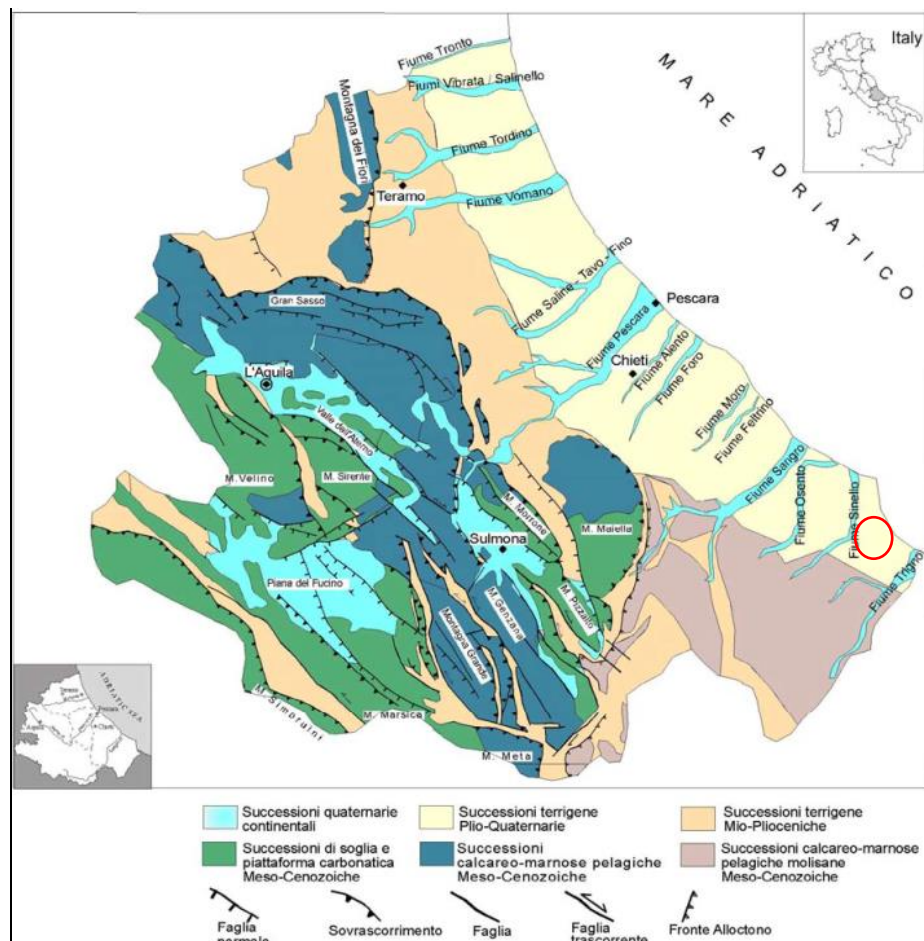 Italy
MARE ADRIATICO
Fiume Tronto
Fiumi Vibrata / Salinello
Montagna dei Fiori
Fiume Tordino
Teramo
Fiume Vomano
Fiume Saline - Tavo - Fino
Gran Sasso
Pescara
Fiume Pescara
Chieti
Fiume Alento
Fiume Foro
L'Aquila
Fiume Moro
Fiume Feltrino
Valle dell'Aterno
Fiume Sangro
M. Velino
M. Sirente
Fiume Osento
Fiume Sinello
M. Morrone
M. Maiella
Sulmona
Fiume Trigno
Piana del Fucino
M. Genzana
M. Pizzalto
Montagna Grande
M. Simbruini
M. Marsica
M. Meta
Successioni quaternarie
continentali
Successioni terrigene
Plio-Quaternarie
Successioni terrigene
Mio-Plioceniche
Successioni di soglia e
piattaforma carbonatica
Meso-Cenozoiche
Successioni
calcareo-marnose pelagiche
Meso-Cenozoiche
Successioni calcareo-marnose
pelagiche molisane
Meso-Cenozoiche
Faglia
normale
Sovrascorrimento
Faglia
Faglia
trascorrente
Fronte Alloctono